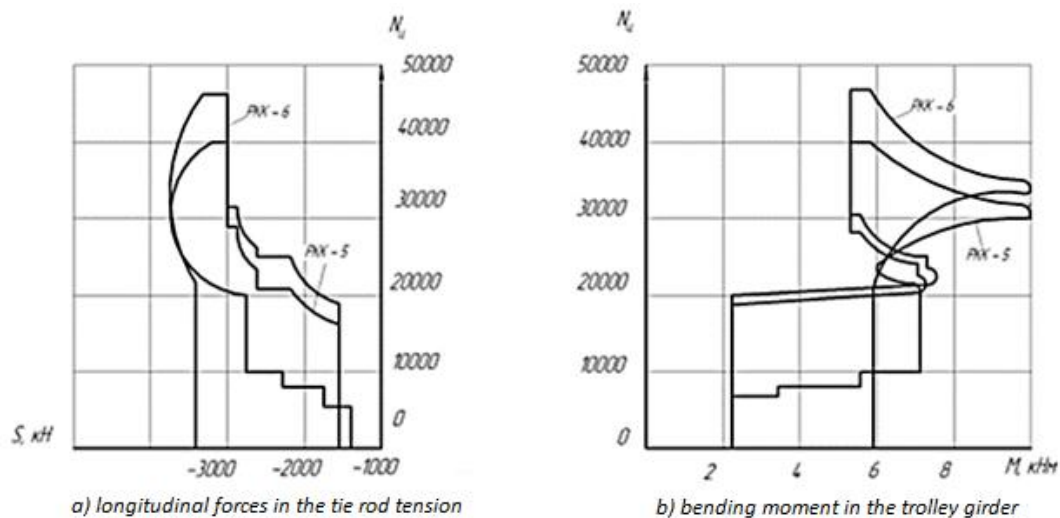 Nц
50000
40000
30000
20000
10000
0
РКК - 6
РКК - 5
S, кН
-3000
-2000
-1000
a) longitudinal forces in the tie rod tension
Nц
50000
40000
30000
20000
10000
0
РКК - 6
РКК - 5
2
4
6
8
М, кНм
b) bending moment in the trolley girder